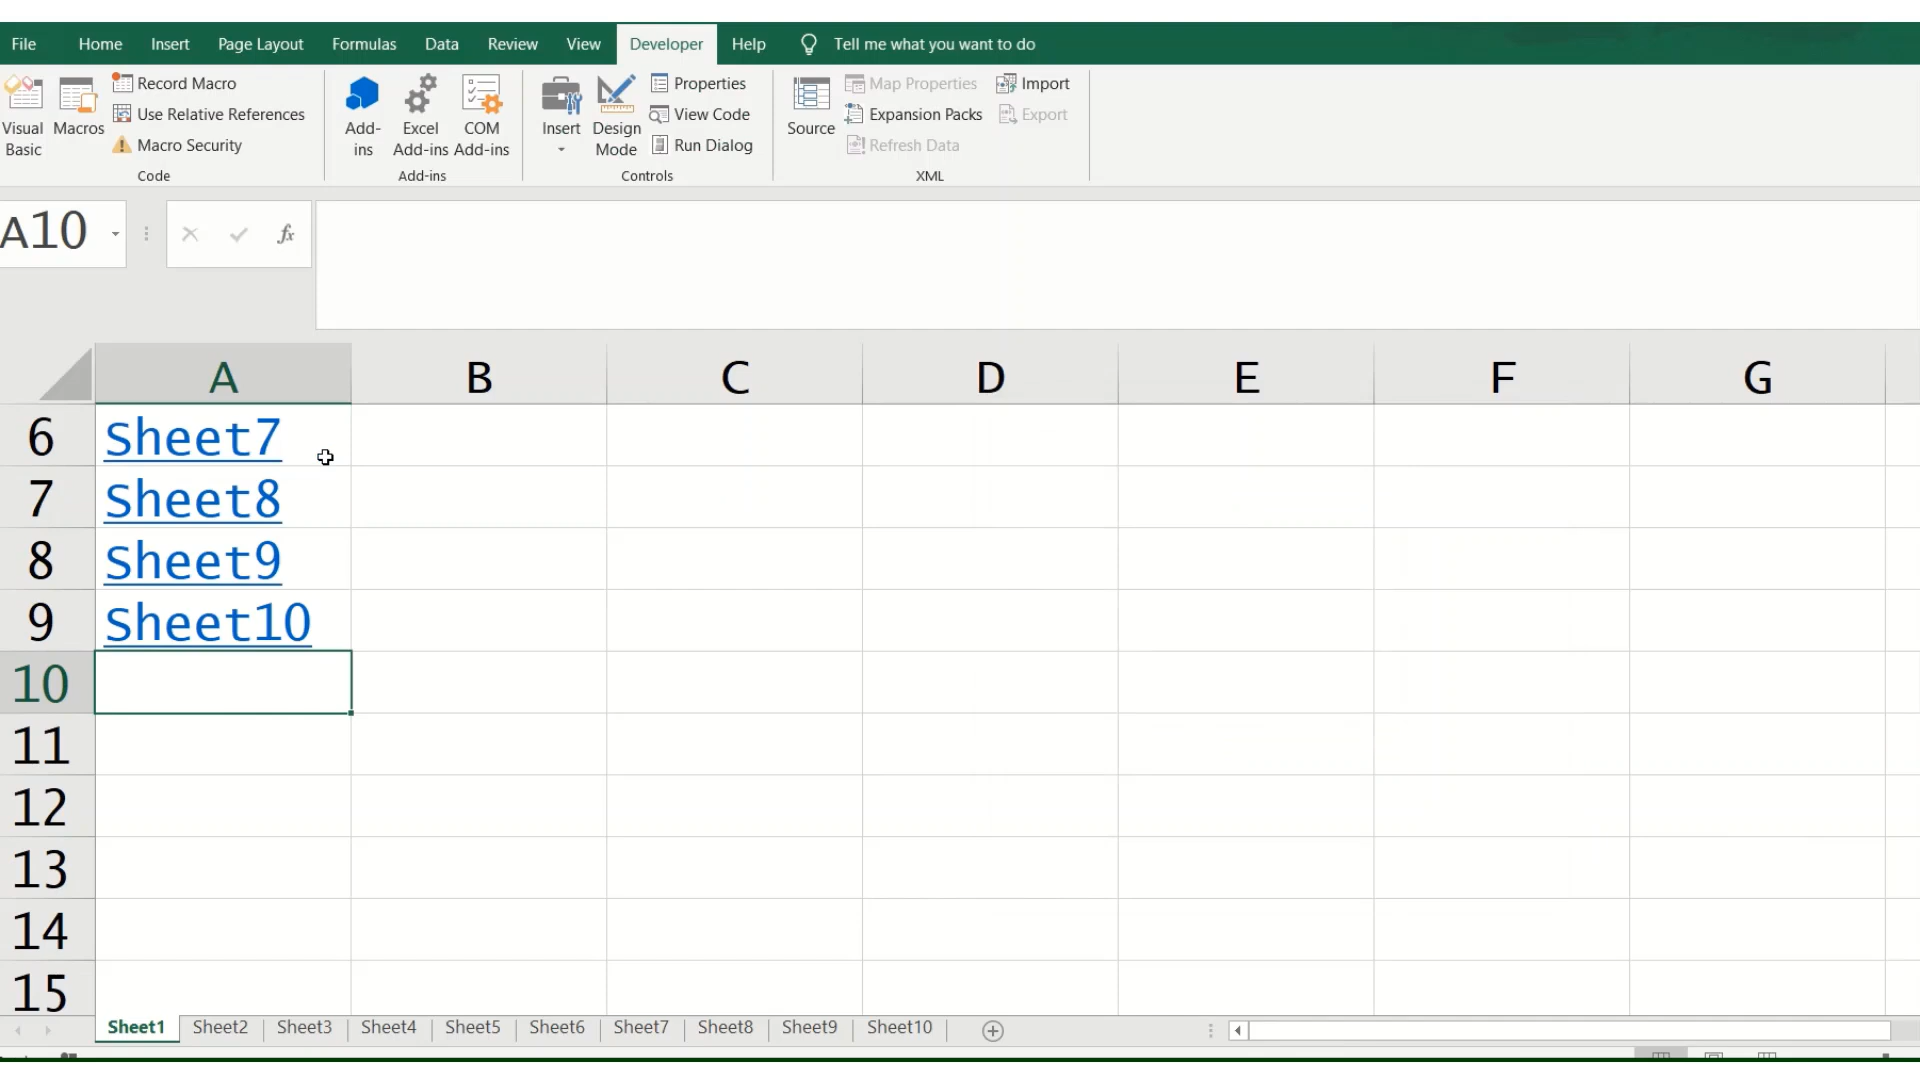 File Home Insert Page Layout Formulas Data Review View Developer Help Tell me what you want to do
Visual Basic
Macros
Record Macro
Use Relative References
Macro Security
Code
Add-ins
Excel Add-ins
COM Add-ins
Add-ins
Insert
Design Mode
Properties
View Code
Run Dialog
Controls
Source
Map Properties
Expansion Packs
Refresh Data
Import
Export
XML
A10 fx
A B C D E F G
6 Sheet7
7 Sheet8
8 Sheet9
9 Sheet10
10
11
12
13
14
15
Sheet1 Sheet2 Sheet3 Sheet4 Sheet5 Sheet6 Sheet7 Sheet8 Sheet9 Sheet10